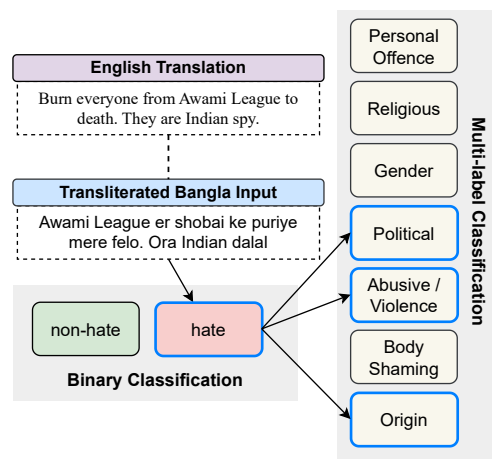 English Translation
Burn everyone from Awami League to
death. They are Indian spy.
Transliterated Bangla Input
Awami League er shobai ke puriye
mere felo. Ora Indian dalal
non-hate
hate
Binary Classification
Personal
Offence
Religious
Gender
Political
Abusive /
Violence
Body
Shaming
Origin
Multi-label Classification